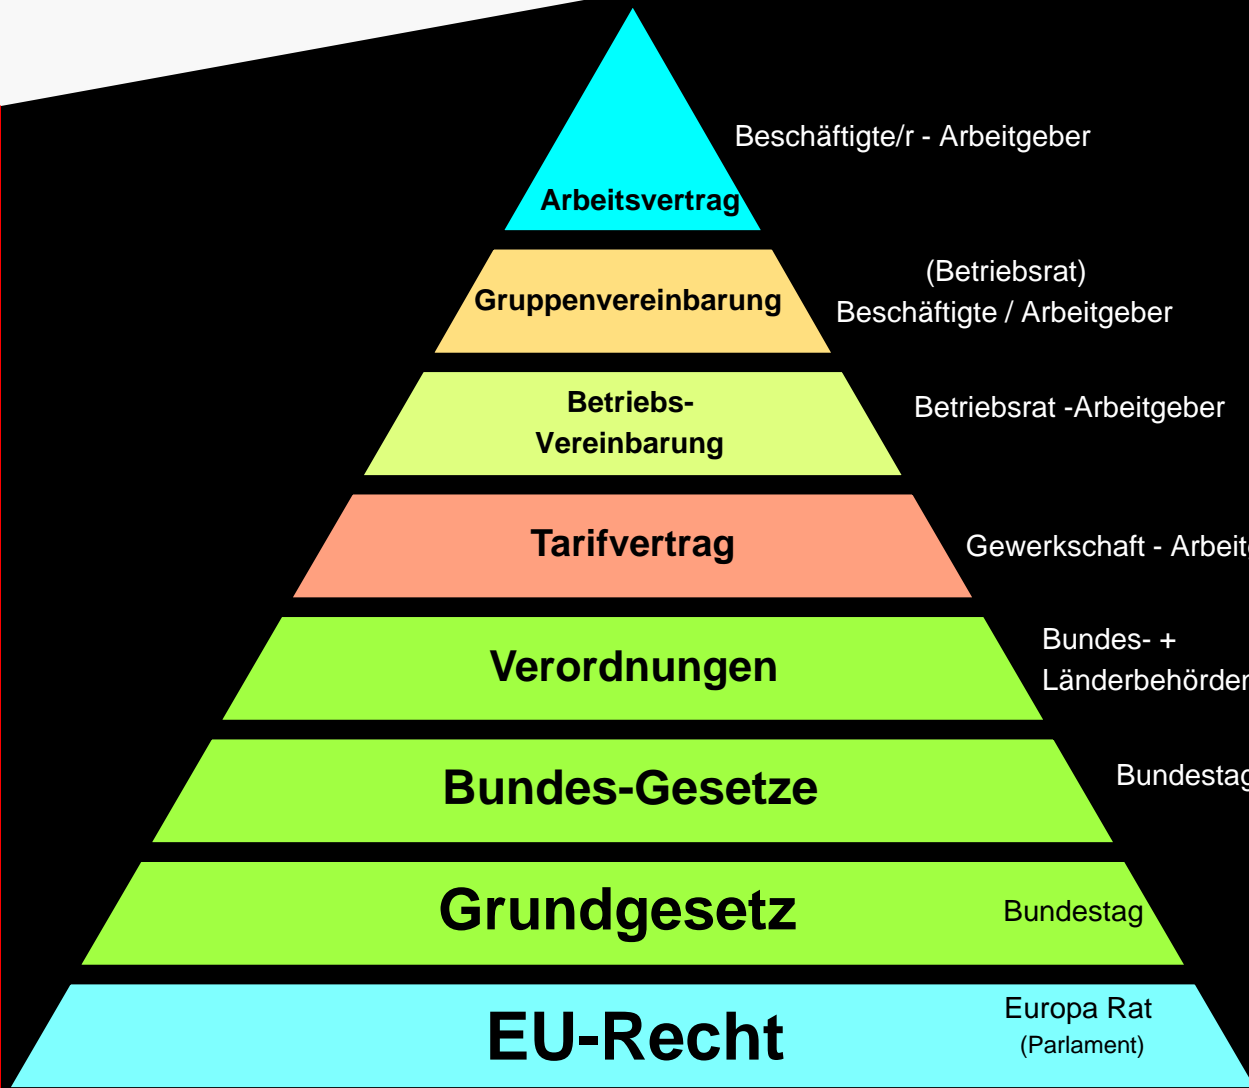 Beschäftigte/r - Arbeitgeber
Arbeitsvertrag
(Betriebsrat)
Gruppenvereinbarung
Beschäftigte / Arbeitgeber
Betriebs-
Vereinbarung
Betriebsrat -Arbeitgeber
Tarifvertrag
Gewerkschaft -
Verordnungen
Bundes- +
Bundes-Gesetze
Bundestag
Grundgesetz
Bundestag
EU-Recht
Europa Rat
(Parlament)